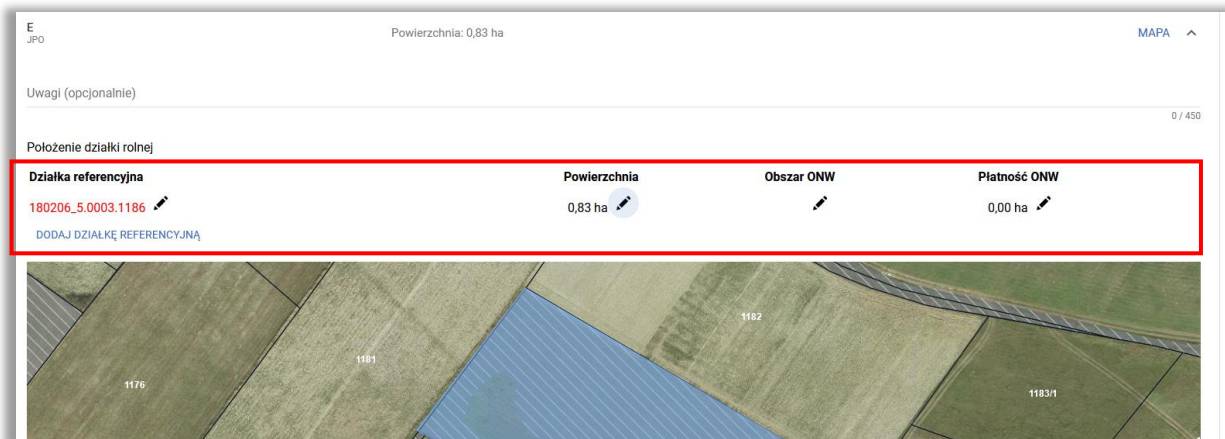 E
JPO
Powierzchnia: 0,83 ha
MAPA
Uwagi (opcjonalnie)
0 / 450
Położenie działki rolnej
Działka referencyjna Powierzchnia Obszar ONW Płatność ONW
180206_5.0003.1186 0,83 ha 0,00 ha
DODAJ DZIAŁKĘ REFERENCYJNĄ
1182
1181
1176
1183/1